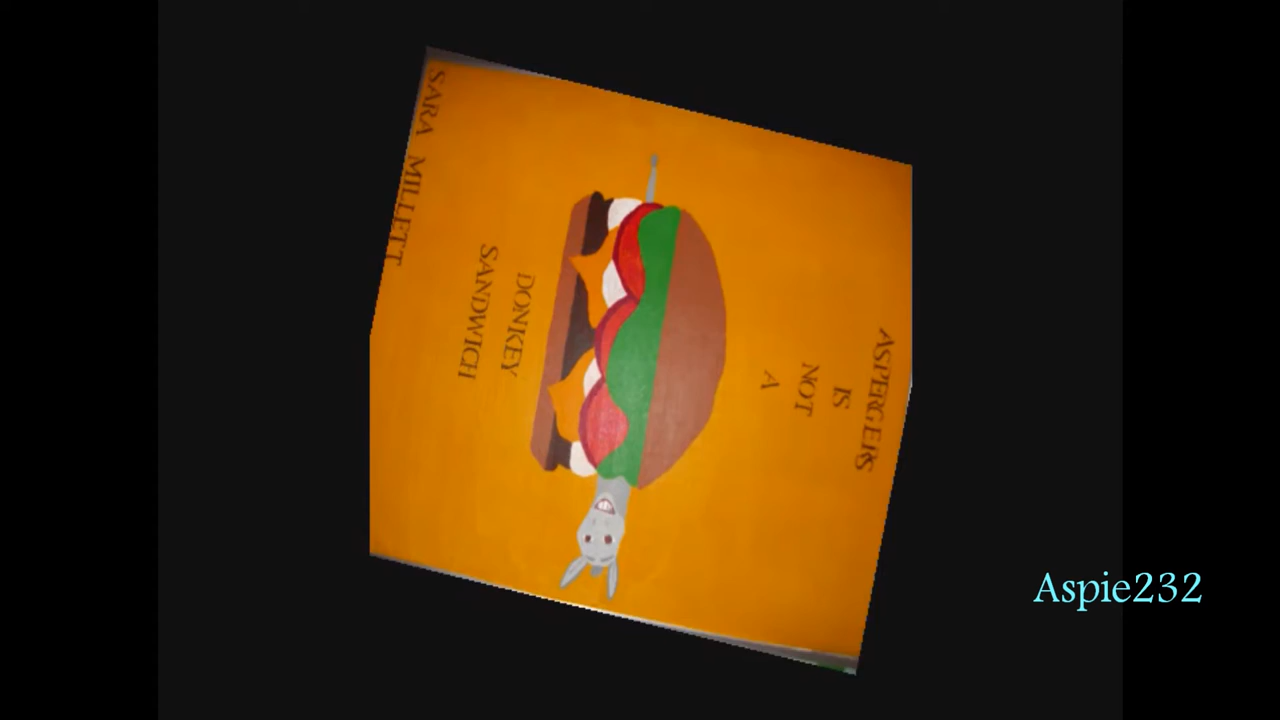 ASPERGERS
IS
NOT
A
DONKEY
SANDWICH
SARA MILLETT
Aspie232